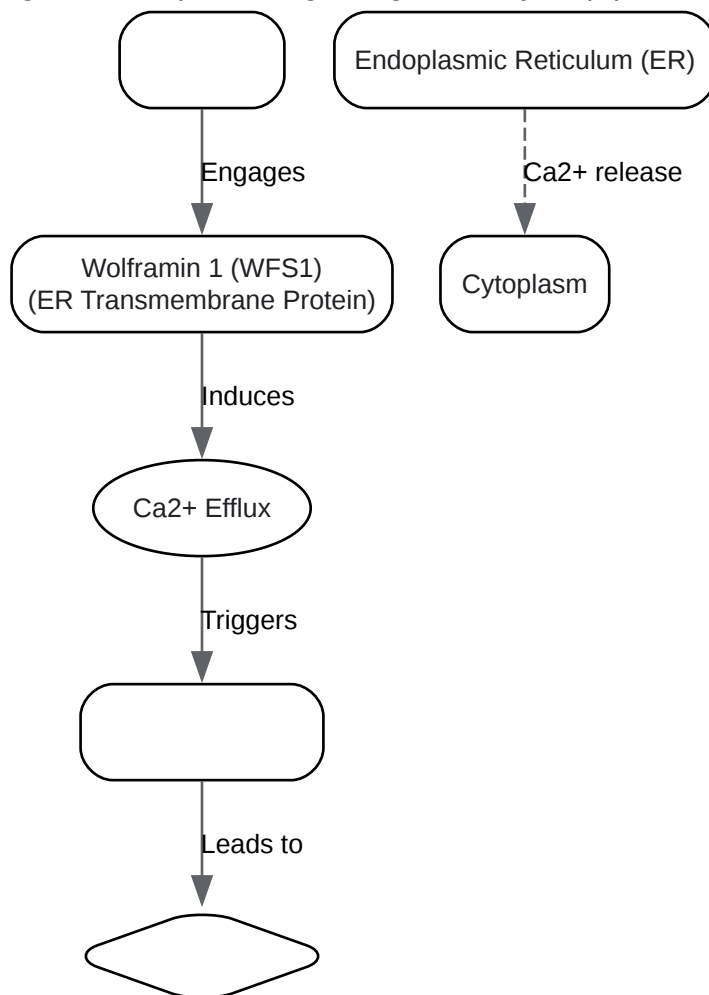 Endoplasmic Reticulum (ER)
Engages
Ca2+ release
Wolframin 1 (WFS1)
(ER Transmembrane Protein)
Cytoplasm
Induces
Ca2+ Efflux
Triggers
Leads to